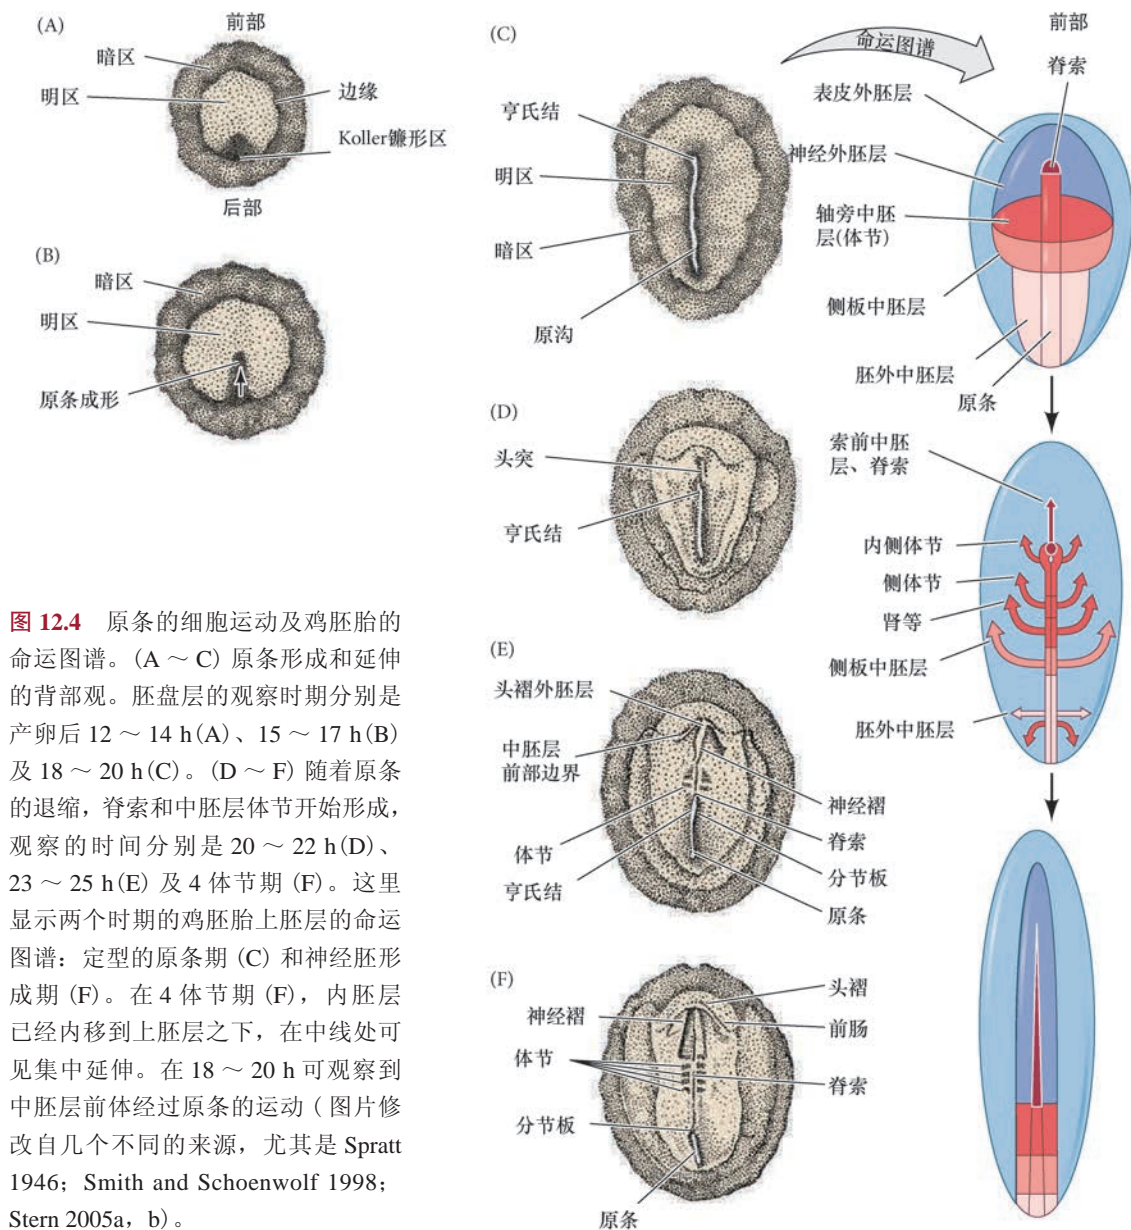 (A)
前部
暗区
明区
边缘
Koller镰形区
后部
(B)
暗区
明区
原条成形
图 12.4 原条的细胞运动及鸡胚胎的
命运图谱。(A ～ C) 原条形成和延伸
的背部观。胚盘层的观察时期分别是
产卵后 12 ～ 14 h(A)、15 ～ 17 h(B)
及 18 ～ 20 h(C)。(D ～ F) 随着原条
的退缩，脊索和中胚层体节开始形成，
观察的时间分别是 20 ～ 22 h(D)、
23 ～ 25 h(E) 及 4 体节期 (F)。这里
显示两个时期的鸡胚胎上胚层的命运
图谱：定型的原条期 (C) 和神经胚形
成期 (F)。在 4 体节期 (F)，内胚层
已经内移到上胚层之下，在中线处可
见集中延伸。在 18 ～ 20 h 可观察到
中胚层前体经过原条的运动 ( 图片修
改自几个不同的来源，尤其是 Spratt
1946；Smith and Schoenwolf 1998；
Stern 2005a，b) 。
(C)
亨氏结
明区
暗区
原沟
命运图谱
前部
脊索
表皮外胚层
神经外胚层
轴旁中胚
层(体节)
侧板中胚层
胚外中胚层
原条
(D)
头突
亨氏结
索前中胚
层、脊索
内侧体节
侧体节
肾等
侧板中胚层
胚外中胚层
(E)
头褶外胚层
中胚层
前部边界
体节
亨氏结
神经褶
脊索
分节板
原条
(F)
神经褶
体节
分节板
原条
头褶
前肠
脊索